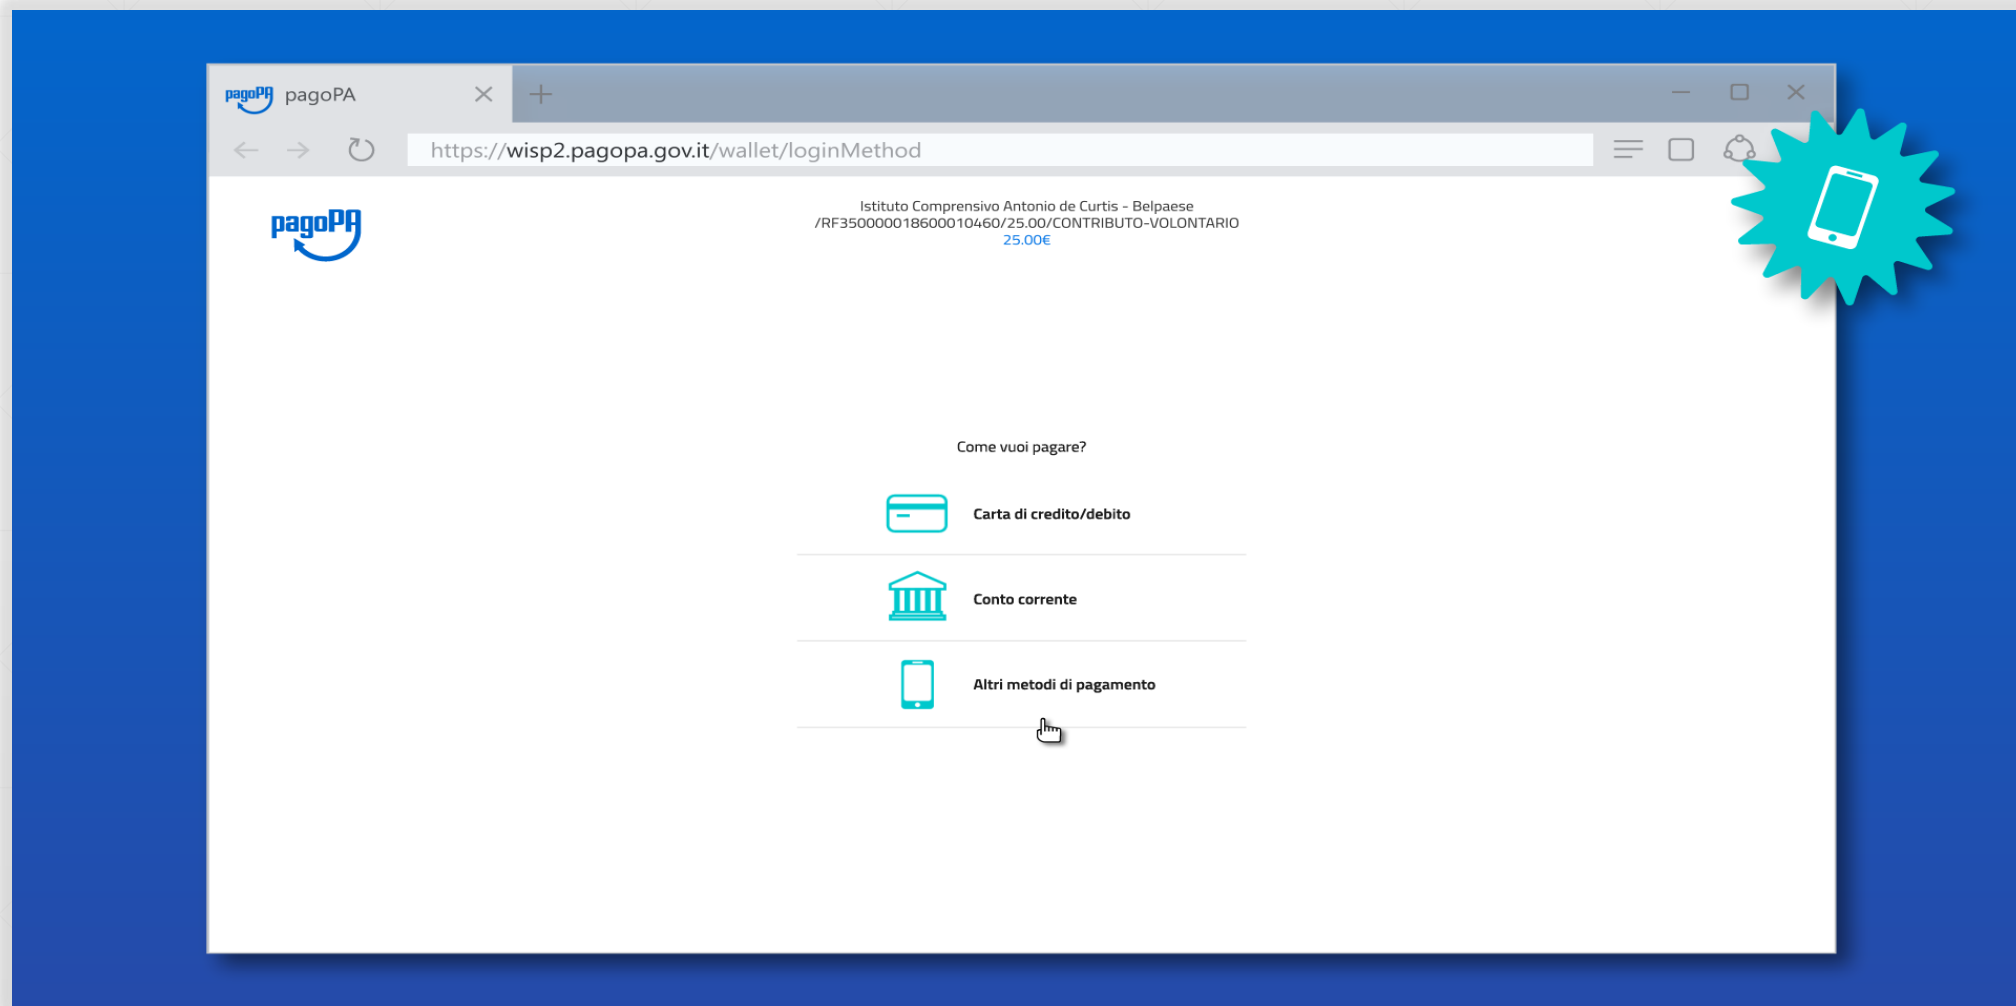 pagoPA pagoPA
https://wisp2.pagopa.gov.it/wallet/loginMethod
pagoPA
Istituto Comprensivo Antonio de Curtis - Belpaese
/RF350000018600010460/25.00/CONTRIBUTO-VOLONTARIO
25.00€
Come vuoi pagare?
Carta di credito/debito
Conto corrente
Altri metodi di pagamento